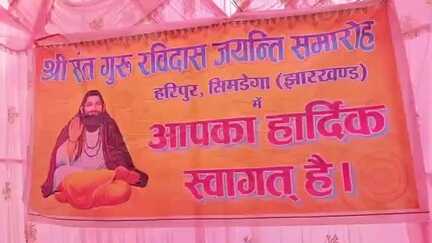 श्री संत गुरू रविदास जयन्ति समारोह
हरिपुर, सिमडेगा (झारखण्ड)
में
आपका हार्दिक
स्वागत् है।